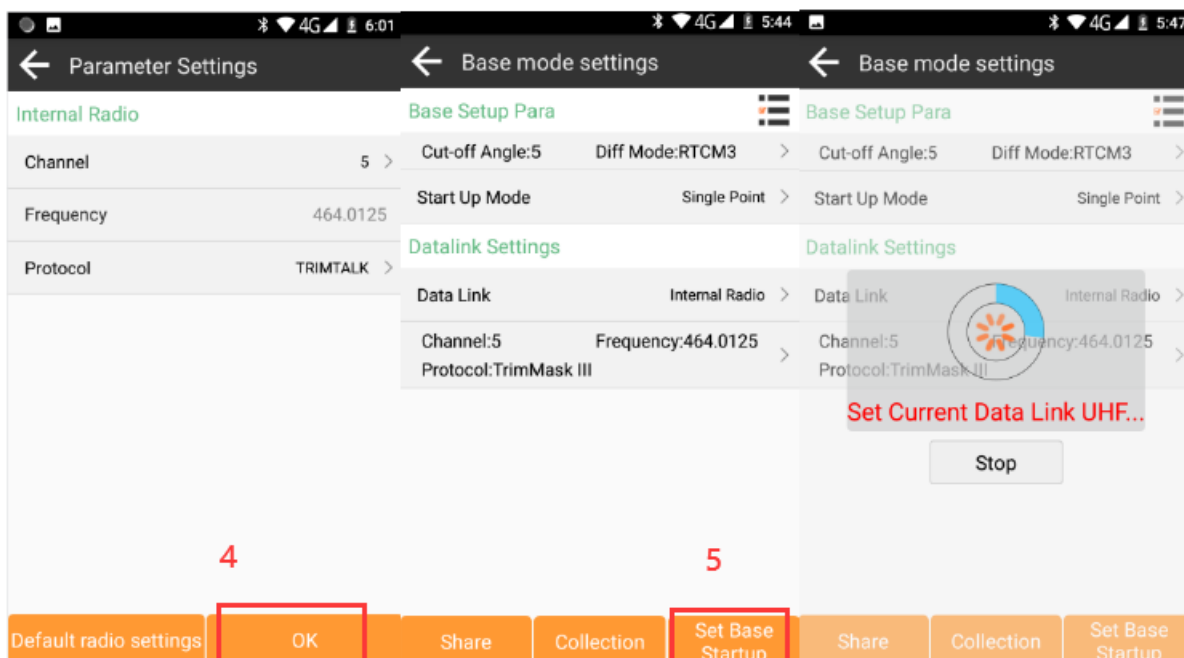 4G 6:01
Parameter Settings
Internal Radio
Channel 5
Frequency 464.0125
Protocol TRIMTALK
4
Default radio settings OK
4G 5:44
Base mode settings
Base Setup Para
Cut-off Angle:5 Diff Mode:RTCM3
Start Up Mode Single Point
Datalink Settings
Data Link Internal Radio
Channel:5 Frequency:464.0125
Protocol:TrimMask III
5
Share Collection Set Base
Startup
4G 5:47
Base mode settings
Base Setup Para
Cut-off Angle:5 Diff Mode:RTCM3
Start Up Mode Single Point
Datalink Settings
Data Link Internal Radio
Channel:5 Frequency:464.0125
Protocol:TrimMask III
Set Current Data Link UHF...
Stop
Share Collection Set Base
Startup